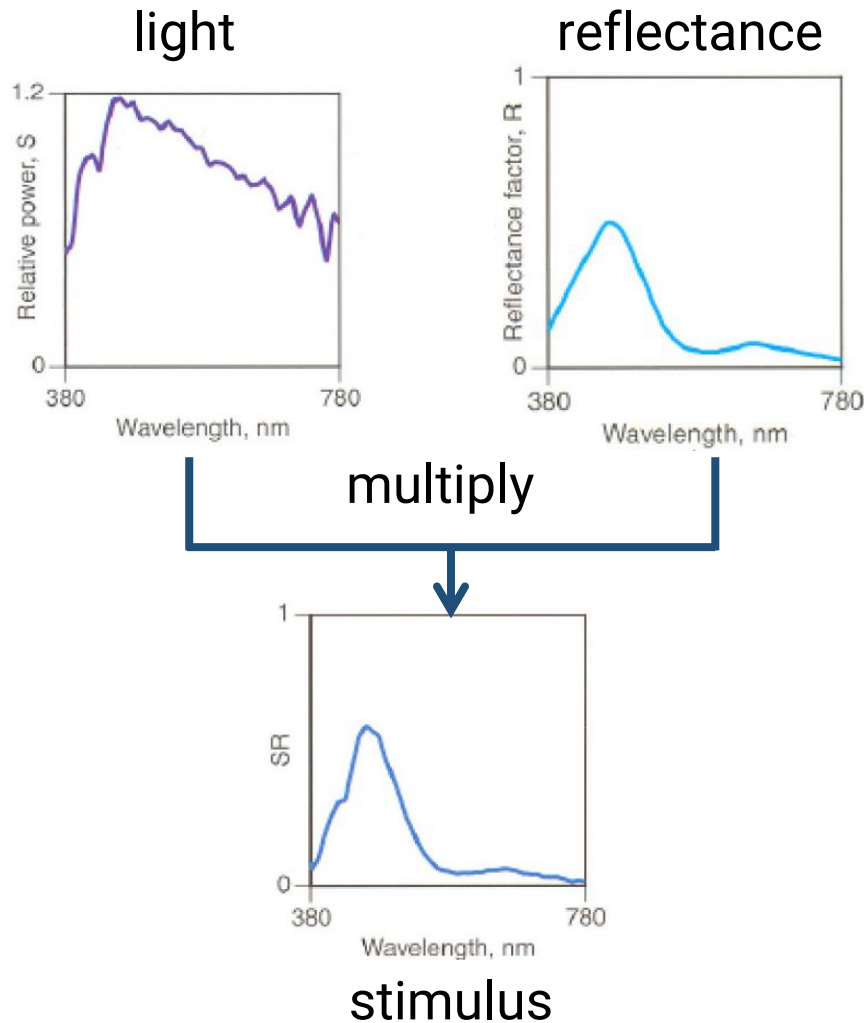 light
1.2
Relative power, S
0
380
780
Wavelength, nm
reflectance
1
Reflectance factor, R
0
380
780
Wavelength, nm
multiply
1
SR
0
380
780
Wavelength, nm
stimulus